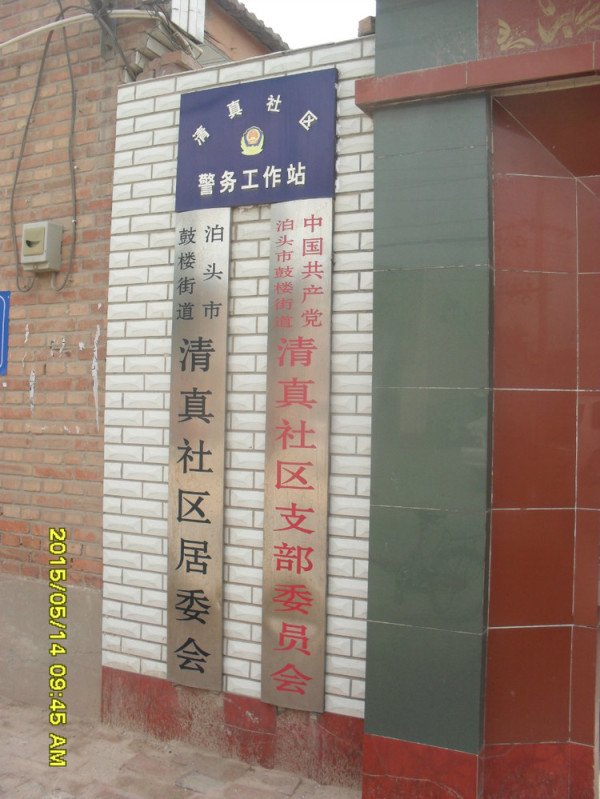 清真社区
警务工作站
泊头市
鼓楼街道
清真社区居委会
中国共产党
泊头市鼓楼街道
清真社区支部委员会
2015/05/14 09:45 AM